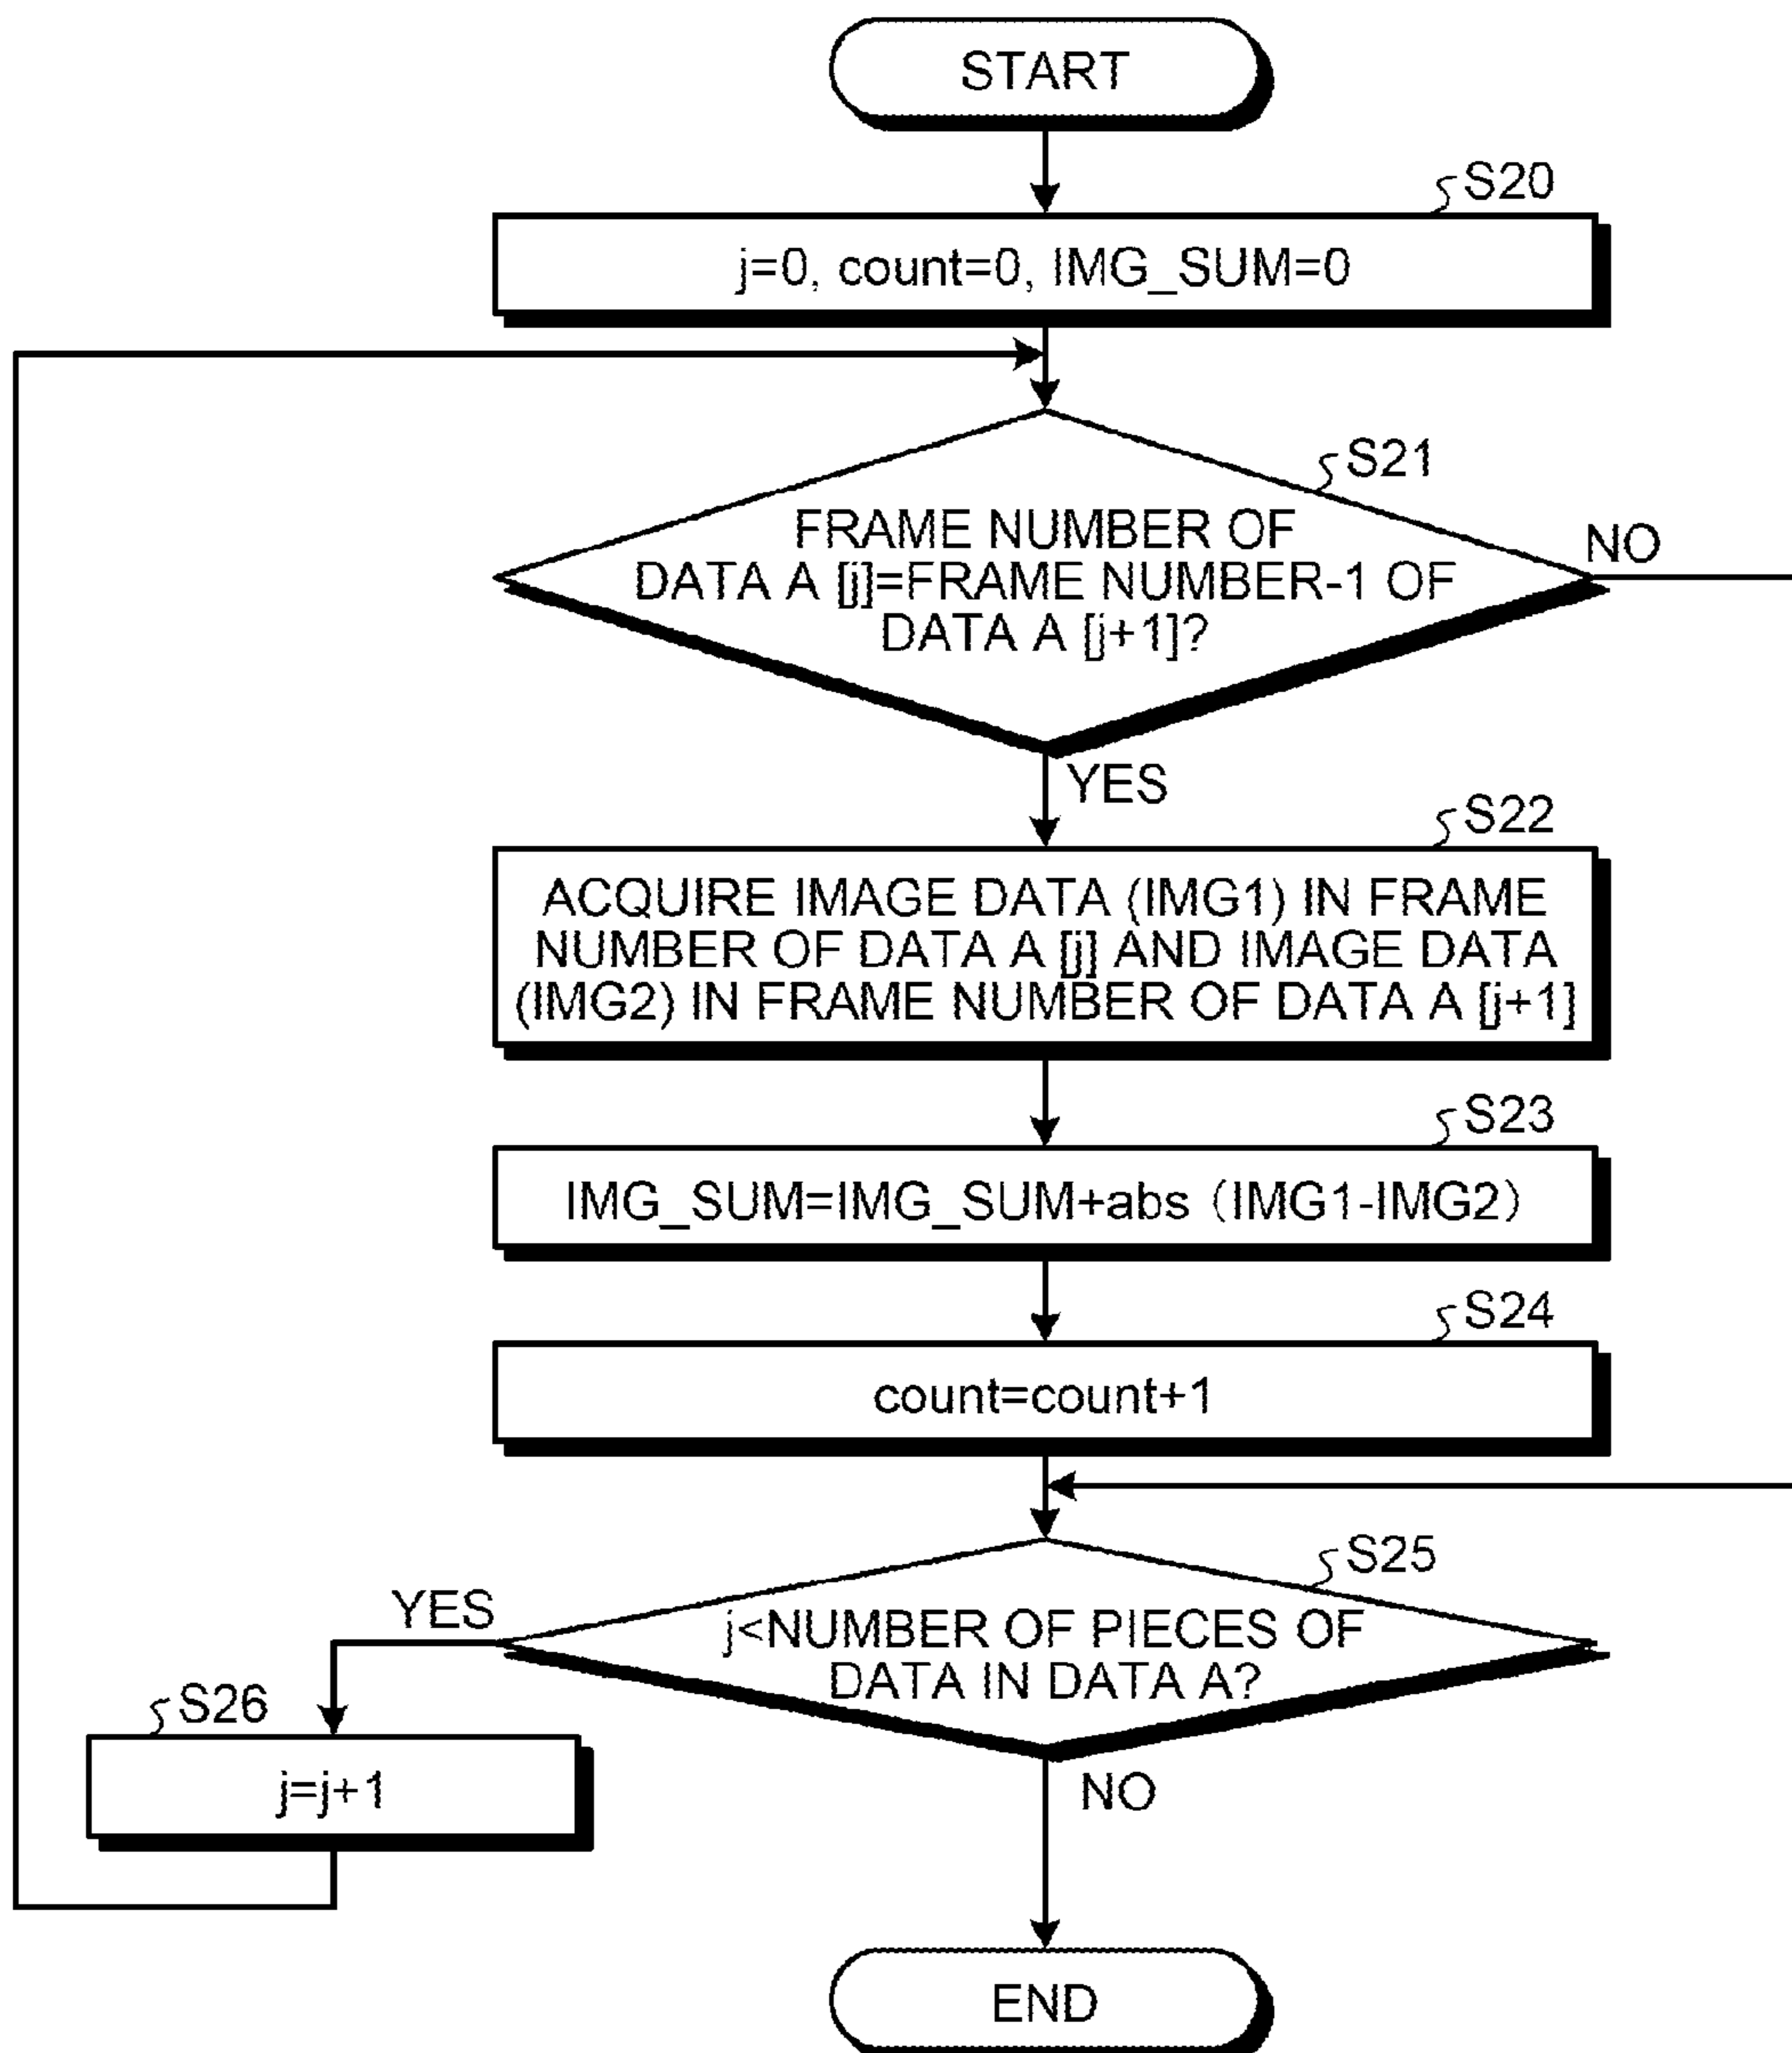 START
S20
j=0, count=0, IMG_SUM=0
S21
FRAME NUMBER OF
DATA A [j]=FRAME NUMBER-1 OF
DATA A [j+1]?
NO
YES
S22
ACQUIRE IMAGE DATA (IMG1) IN FRAME
NUMBER OF DATA A [j] AND IMAGE DATA
(IMG2) IN FRAME NUMBER OF DATA A [j+1]
S23
IMG_SUM=IMG_SUM+abs (IMG1-IMG2)
S24
count=count+1
S25
j<NUMBER OF PIECES OF
DATA IN DATA A?
YES
S26
j=j+1
NO
END